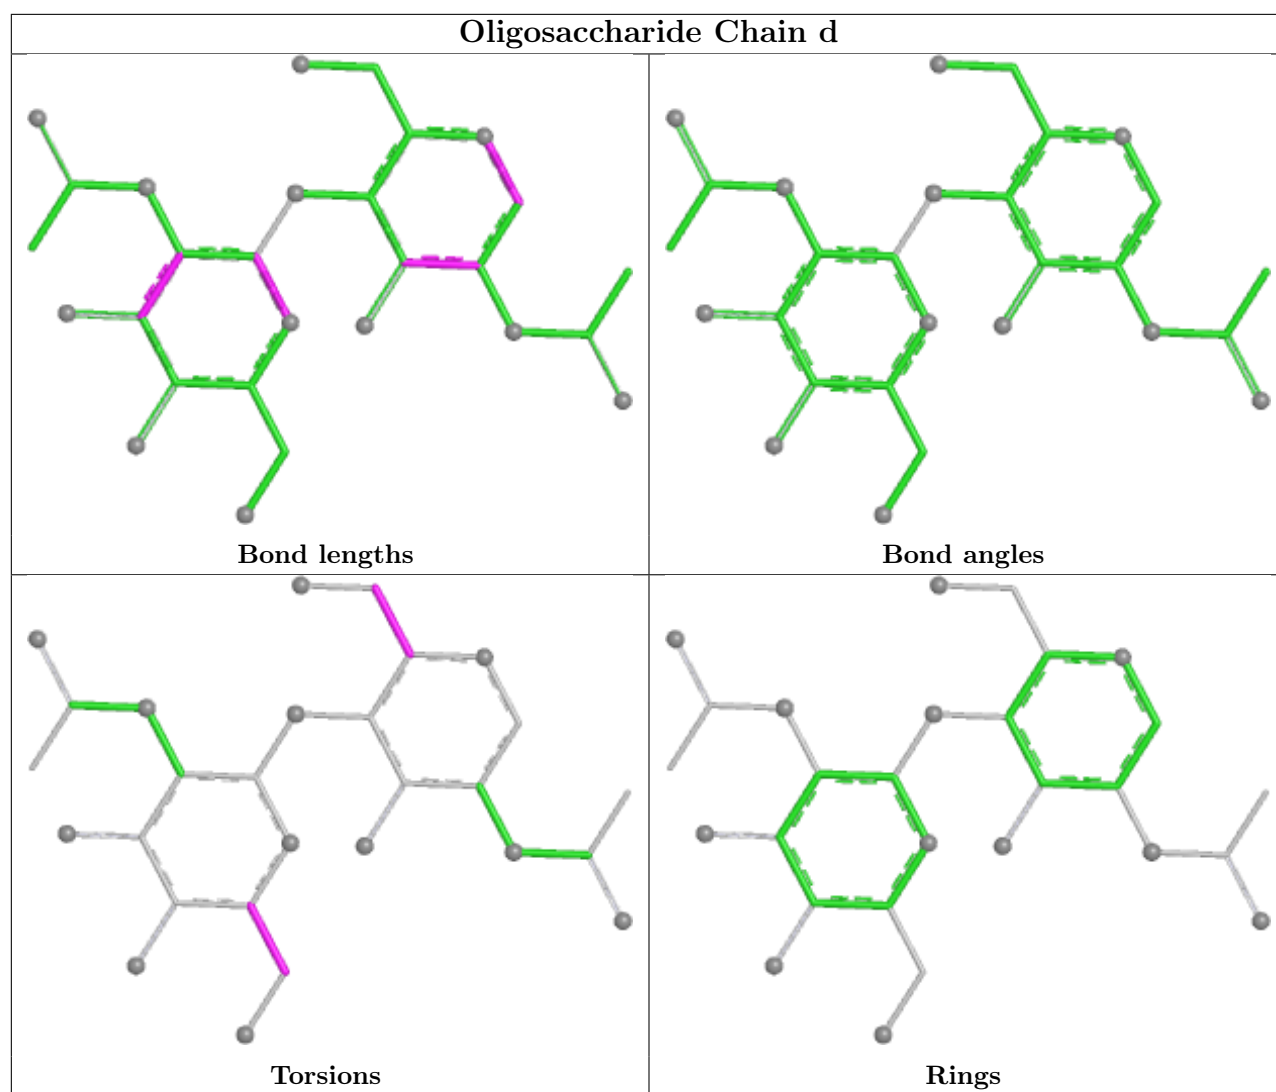 Oligosaccharide Chain d
Bond lengths
Bond angles
Torsions
Rings